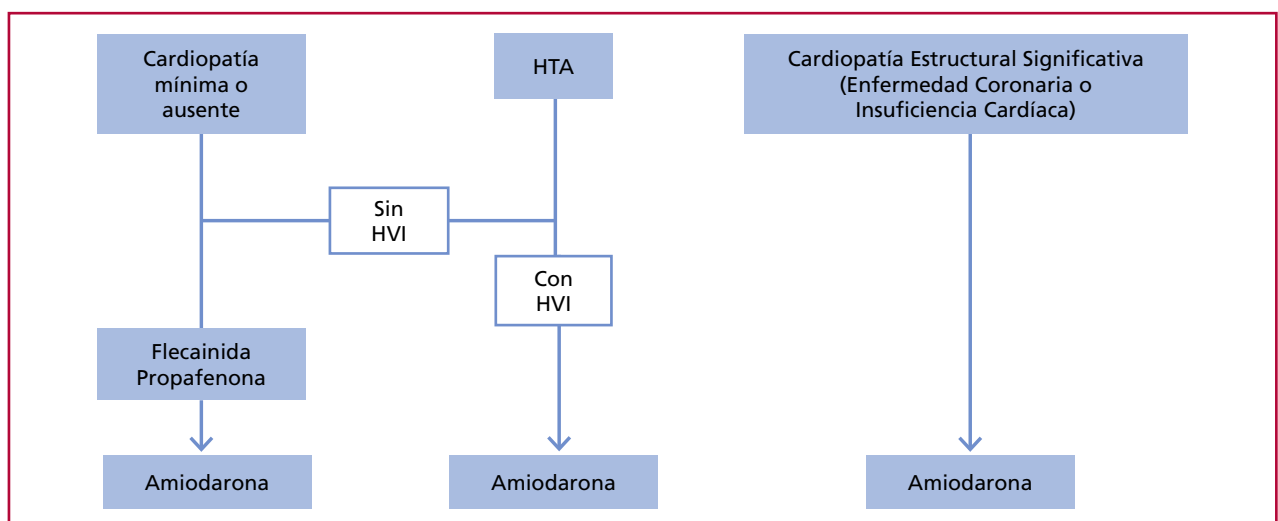 Cardiopatía
mínima o
ausente
HTA
Cardiopatía Estructural Significativa
(Enfermedad Coronaria o
Insuficiencia Cardíaca)
Sin
HVI
Con
HVI
Flecainida
Propafenona
Amiodarona
Amiodarona
Amiodarona